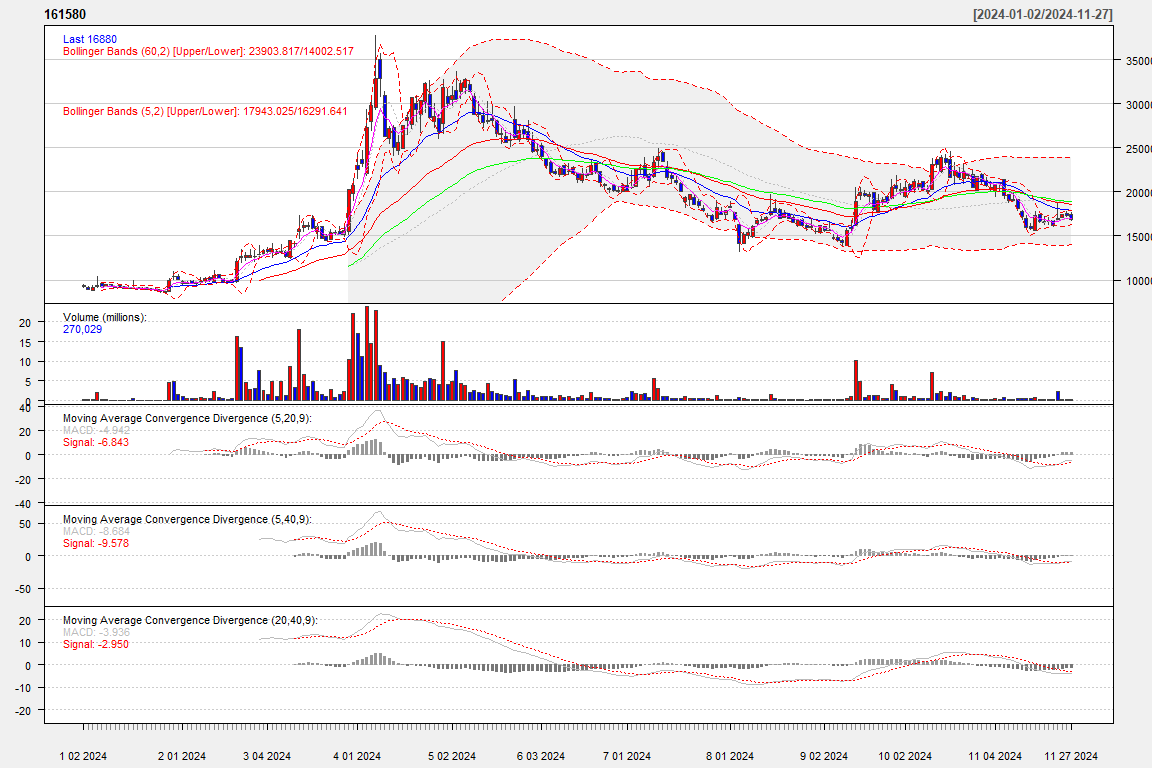 161580
[2024-01-02/2024-11-27]
Last 16880
Bollinger Bands (60,2) [Upper/Lower]: 23903.817/14002.517
Bollinger Bands (5,2) [Upper/Lower]: 17943.025/16291.641
35000
30000
25000
20000
15000
10000
Volume (millions):
270,029
20
15
10
5
0
Moving Average Convergence Divergence (5,20,9):
MACD: -4.942
Signal: -6.843
40
20
0
-20
-40
Moving Average Convergence Divergence (5,40,9):
MACD: -8.684
Signal: -9.578
50
0
-50
Moving Average Convergence Divergence (20,40,9):
MACD: -3.936
Signal: -2.950
20
10
0
-10
-20
1 02 2024
2 01 2024
3 04 2024
4 01 2024
5 02 2024
6 03 2024
7 01 2024
8 01 2024
9 02 2024
10 02 2024
11 04 2024
11 27 2024